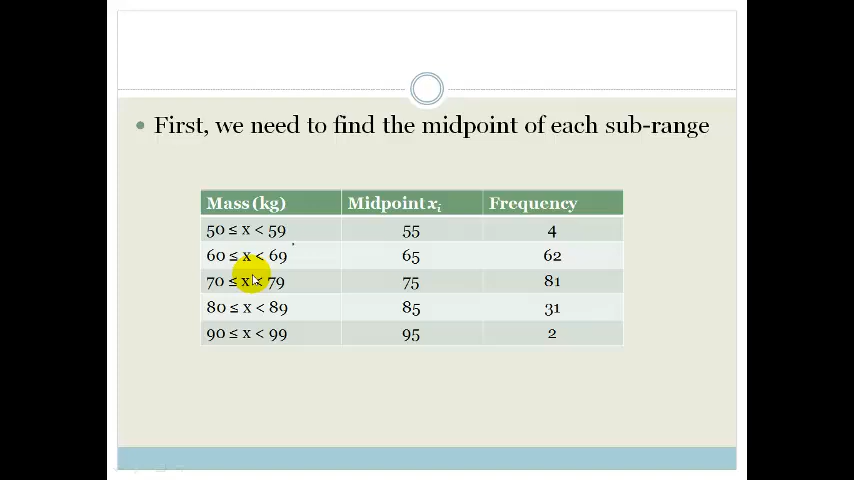 First, we need to find the midpoint of each sub-range
Mass (kg) Midpoint xᵢ Frequency
50 ≤ x < 59 55 4
60 ≤ x < 69 65 62
70 ≤ x < 79 75 81
80 ≤ x < 89 85 31
90 ≤ x < 99 95 2